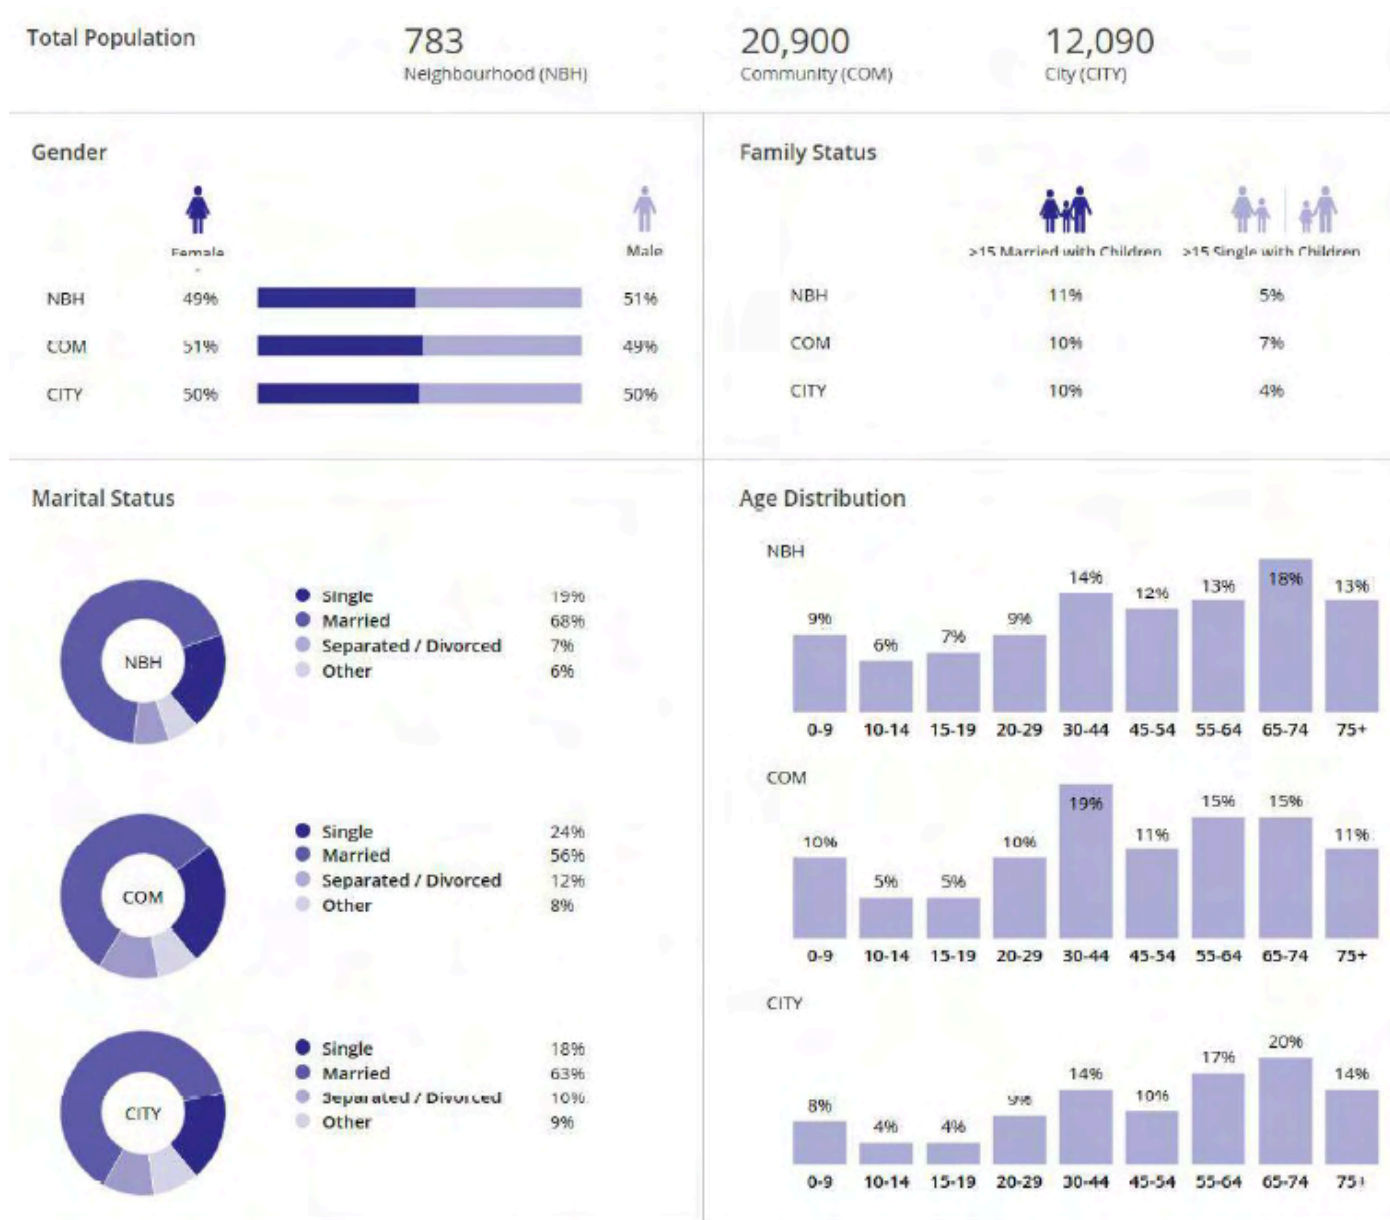 Total Population
783
20,900
12,090
Neighbourhood (NBH)
Community (COM)
City (CITY)
Gender
Female
Male
NBH 49% 51%
COM 51% 49%
CITY 50% 50%
Family Status
>15 Married with Children >15 Single with Children
NBH 11% 5%
COM 10% 7%
CITY 10% 4%
Marital Status
NBH
Single 19%
Married 68%
Separated / Divorced 7%
Other 6%
COM
Single 24%
Married 56%
Separated / Divorced 12%
Other 8%
CITY
Single 18%
Married 63%
Separated / Divorced 10%
Other 9%
Age Distribution
NBH
9% 6% 7% 9% 14% 12% 13% 18% 13%
0-9 10-14 15-19 20-29 30-44 45-54 55-64 65-74 75+
COM
10% 5% 5% 10% 19% 11% 15% 15% 11%
0-9 10-14 15-19 20-29 30-44 45-54 55-64 65-74 75+
CITY
8% 4% 4% 9% 14% 10% 17% 20% 14%
0-9 10-14 15-19 20-29 30-44 45-54 55-64 65-74 75+